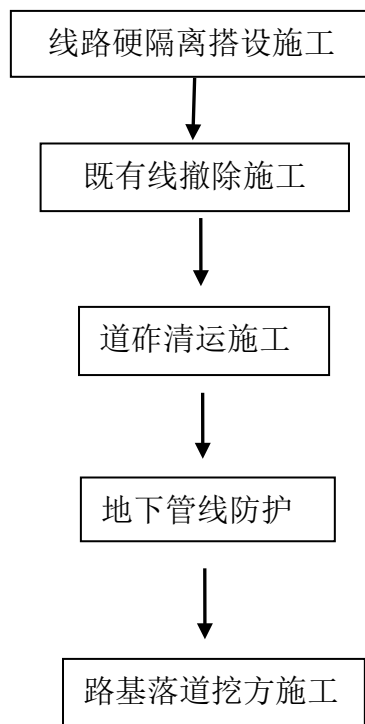 线路硬隔离搭设施工
既有线撤除施工
道砟清运施工
地下管线防护
路基落道挖方施工